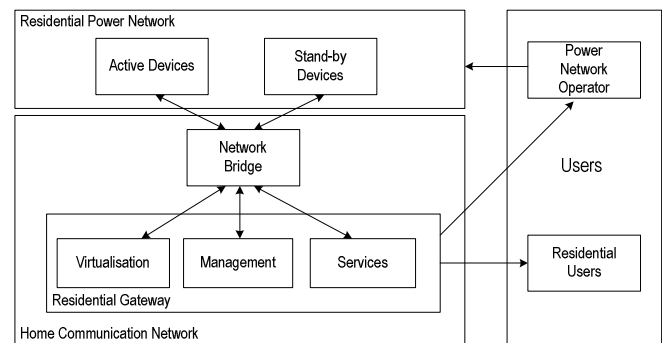 Residential Power Network
Active Devices
Stand-by
Devices
Power
Network
Operator
Network
Bridge
Users
Virtualisation
Management
Services
Residential
Users
Residential Gateway
Home Communication Network